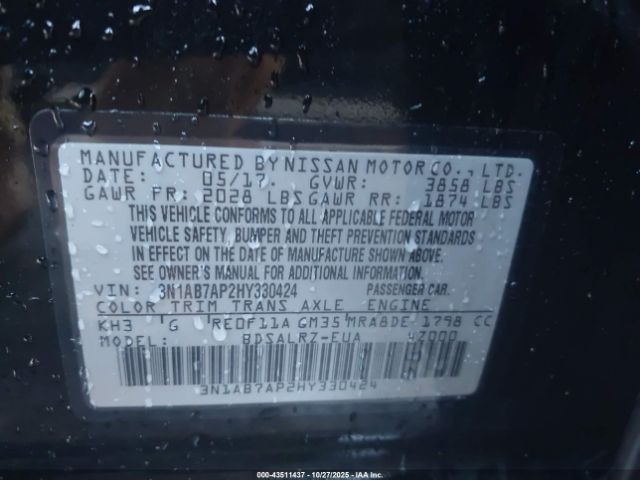 MANUFACTURED BY NISSAN MOTOR CO., LTD.
DATE: 05/17. GVWR: 3858 LBS
GAWR FR: 2028 LBS GAWR RR: 1874 LBS
THIS VEHICLE CONFORMS TO ALL APPLICABLE FEDERAL MOTOR
VEHICLE SAFETY, BUMPER AND THEFT PREVENTION STANDARDS
IN EFFECT ON THE DATE OF MANUFACTURE SHOWN ABOVE.
SEE OWNER'S MANUAL FOR ADDITIONAL INFORMATION.
VIN: 3N1AB7AP2HY330424 PASSENGER CAR.
COLOR TRIM TRANS AXLE ENGINE
KH3 G RE0F11A GM35 MRA8DE 1798 CC
MODEL: BDSALRZ-EUA 4Z000
3N1AB7AP2HY330424
000-43511437 - 10/27/2025 - IAA Inc.